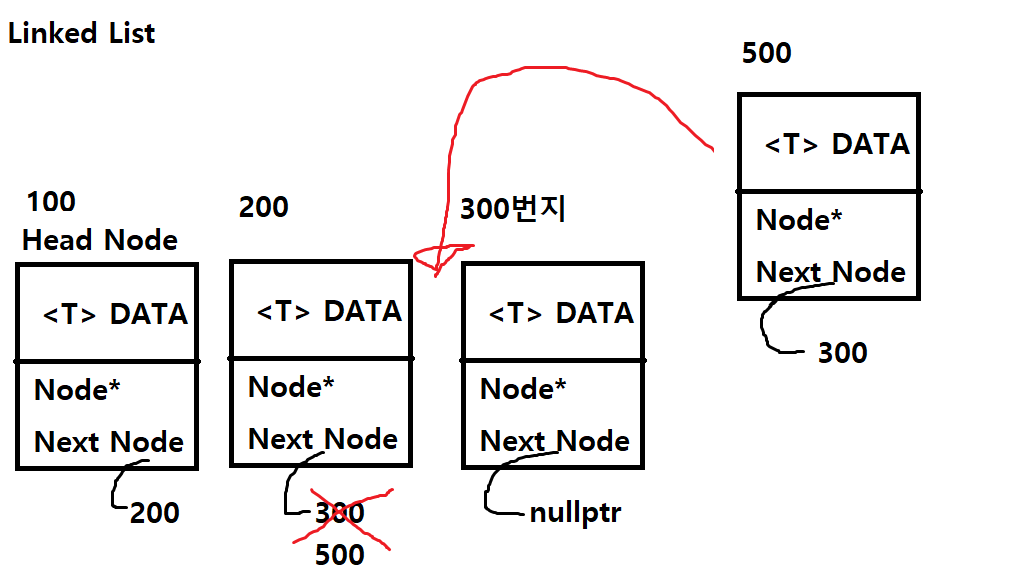 Linked List
500
<T> DATA
Node*
Next Node
300
100
Head Node
<T> DATA
Node*
Next Node
200
200
<T> DATA
Node*
Next Node
300
500
300번지
<T> DATA
Node*
Next Node
nullptr